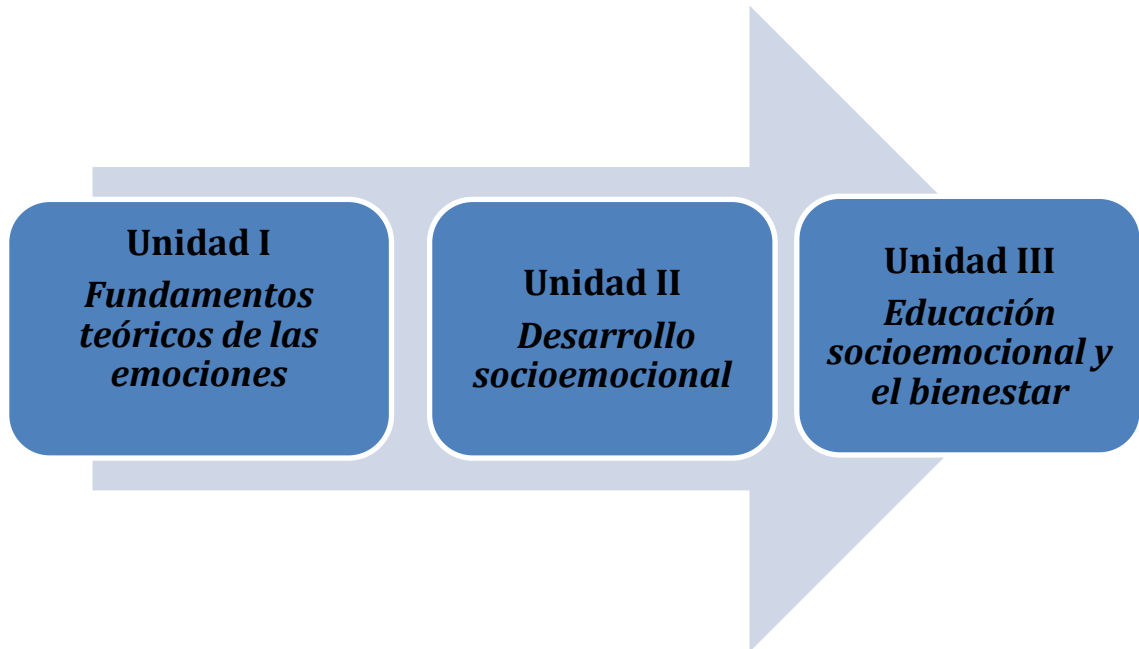 Unidad I
Fundamentos
teóricos de las
emociones
Unidad II
Desarrollo
socioemocional
Unidad III
Educación
socioemocional y
el bienestar